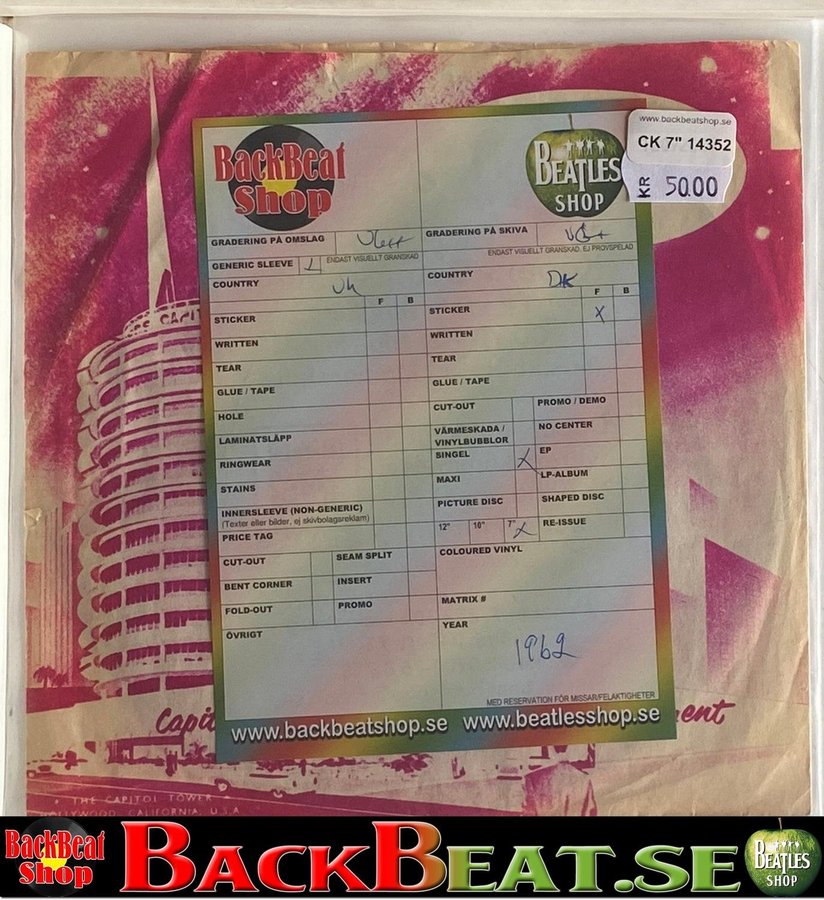 www.backbeatshop.se
CK 7" 14352
KR 50.00
BackBeat
Shop
BEATLES
SHOP
GRADERING PÅ OMSLAG
GRADERING PÅ SKIVA
ENDAST VISUELLT GRANSKAD
ENDAST VISUELLT GRANSKAD, EJ PROVSPELAD
GENERIC SLEEVE
COUNTRY UK
COUNTRY DK
F B
F B
STICKER
STICKER X
WRITTEN
WRITTEN
TEAR
TEAR
GLUE / TAPE
GLUE / TAPE
HOLE
CUT-OUT PROMO / DEMO
LAMINATSLÄPP
VÄRMESKADA /
VINYLBUBBLOR
NO CENTER
RINGWEAR
SINGEL X EP
STAINS
MAXI LP-ALBUM
INNERSLEEVE (NON-GENERIC)
(Texter eller bilder, ej skivbolagsreklam)
PICTURE DISC SHAPED DISC
PRICE TAG
12" 10" 7" X RE-ISSUE
CUT-OUT SEAM SPLIT
COLOURED VINYL
BENT CORNER INSERT
FOLD-OUT PROMO
MATRIX #
ÖVRIGT
YEAR
1962
MED RESERVATION FÖR MISSAR/FELAKTIGHETER
www.backbeatshop.se www.beatlesshop.se
THE CAPITOL TOWER
CALIFORNIA, U.S.A.
BackBeat
Shop
BACKBEAT.SE
BEATLES
SHOP